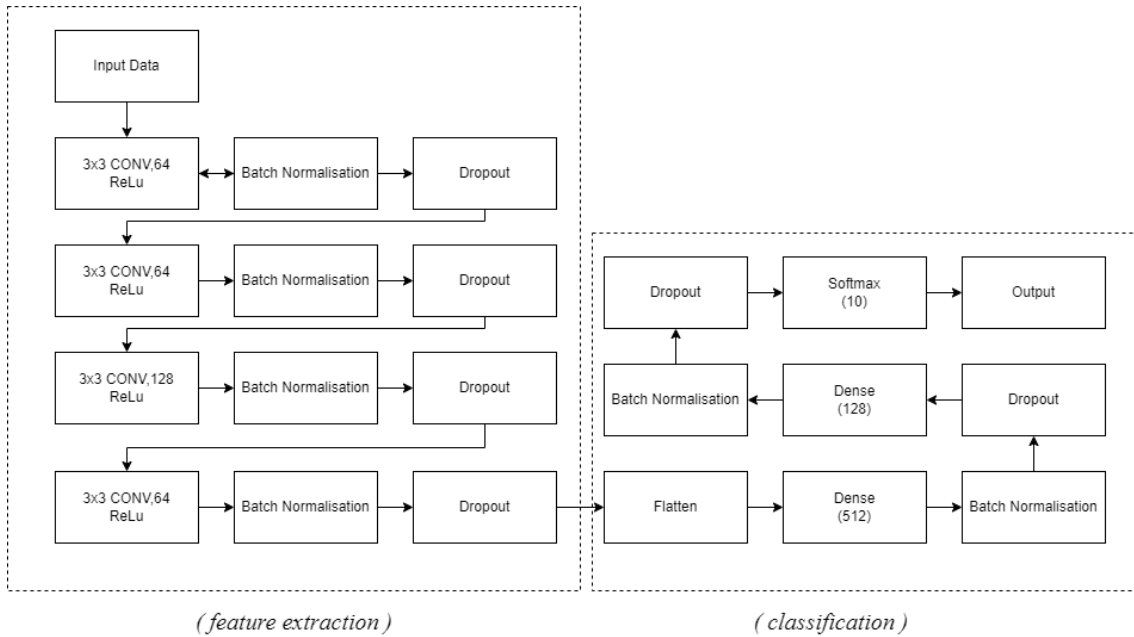 Input Data
3x3 CONV,64
ReLu
Batch Normalisation
Dropout
3x3 CONV,64
ReLu
Batch Normalisation
Dropout
3x3 CONV,128
ReLu
Batch Normalisation
Dropout
3x3 CONV,64
ReLu
Batch Normalisation
Dropout
( feature extraction )
Dropout
Softmax
(10)
Output
Batch Normalisation
Dense
(128)
Dropout
Flatten
Dense
(512)
Batch Normalisation
( classification )